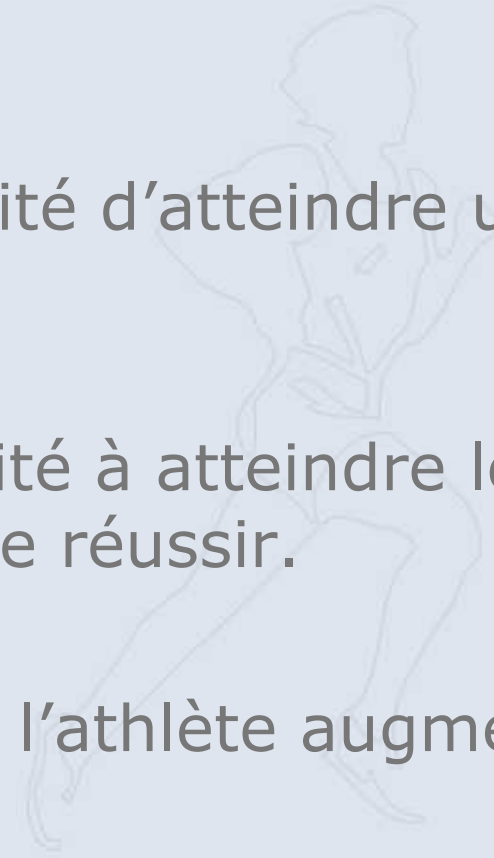 ité d’atteindre u
ité à atteindre le
e réussir.
l’athlète augme